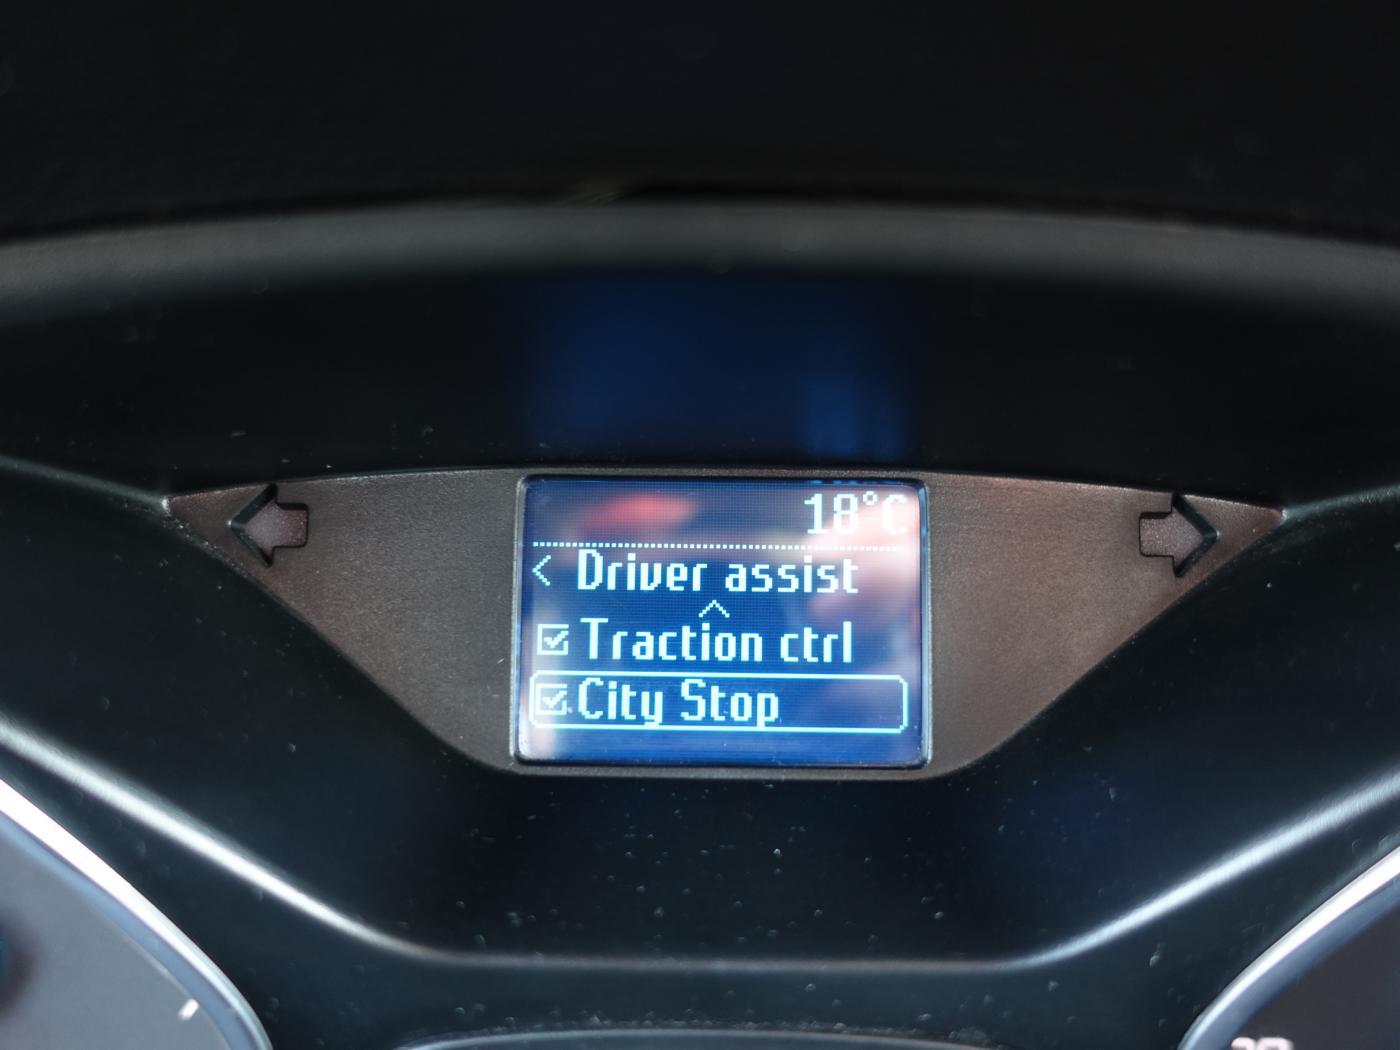 18°C
< Driver assist
Traction ctrl
City Stop